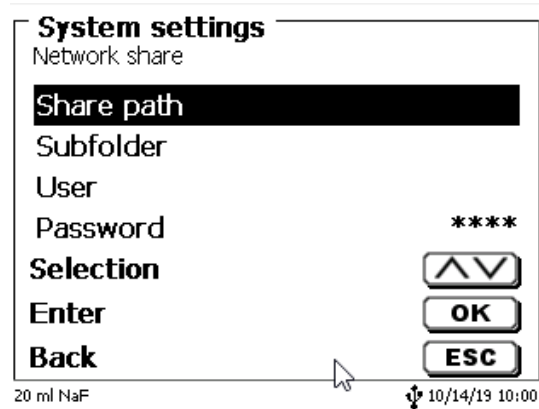 System settings
Network share
Share path
Subfolder
User
Password ****
Selection
Enter OK
Back ESC
20 ml NaF 10/14/19 10:00